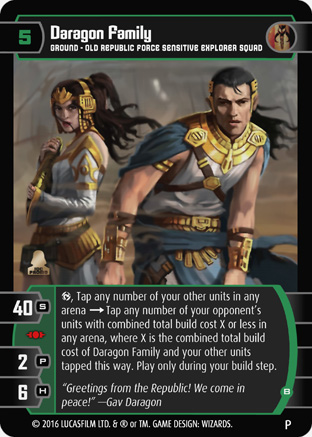 5
Daragon Family
GROUND - OLD REPUBLIC FORCE SENSITIVE EXPLORER SQUAD
40 S
2 P
6 H
, Tap any number of your other units in any
arena → Tap any number of your opponent's
units with combined total build cost X or less in
any arena, where X is the combined total build
cost of Daragon Family and your other units
tapped this way. Play only during your build step.
"Greetings from the Republic! We come in
peace!" —Gav Daragon
B
© 2016 LUCASFILM LTD. & ® or TM. GAME DESIGN: WIZARDS.
P